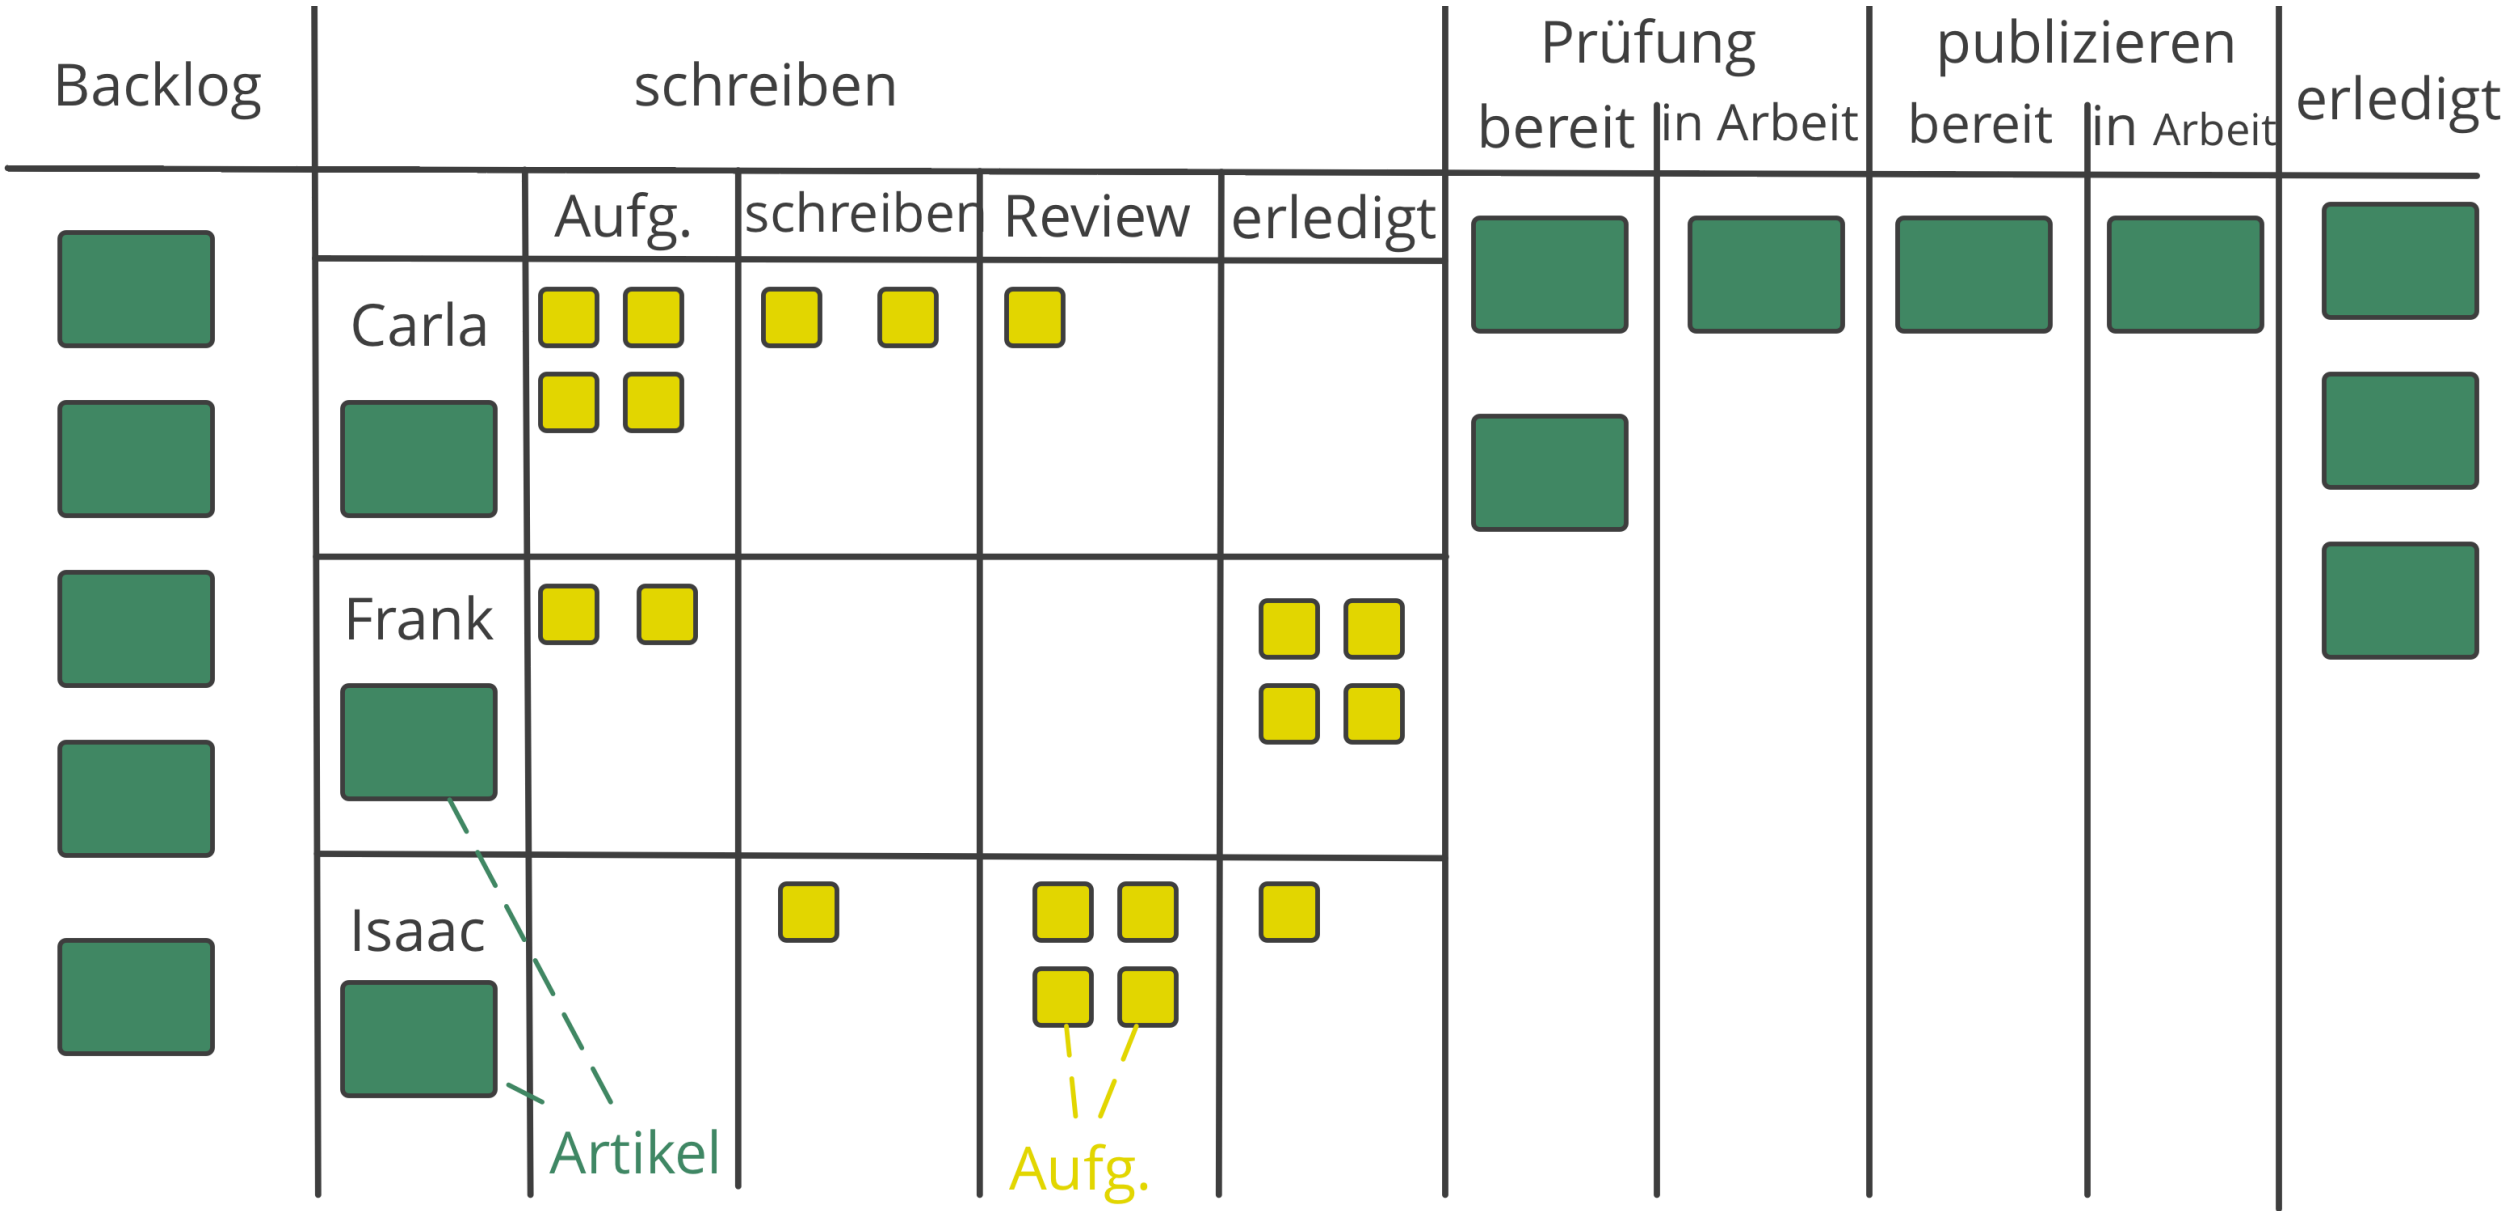 Backlog
schreiben
Prüfung
publizieren
erledigt
bereit
in Arbeit
bereit
in Arbeit
Aufg.
schreiben
Review
erledigt
Carla
Frank
Isaac
Artikel
Aufg.